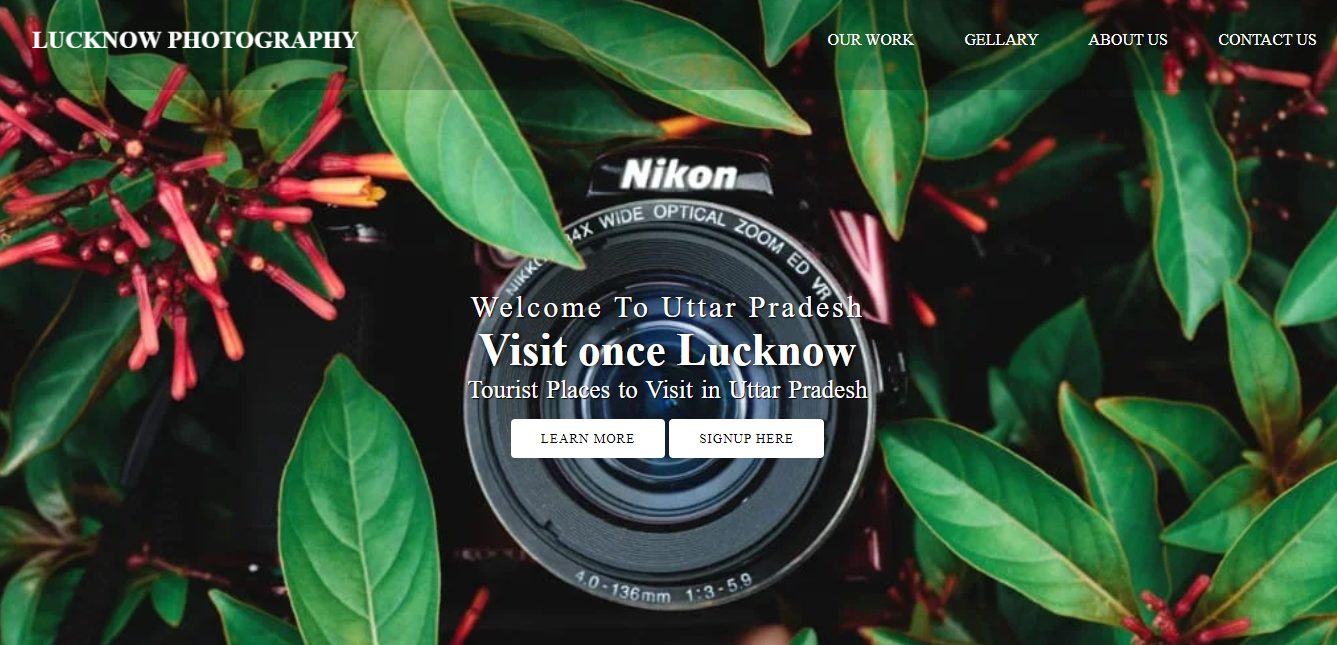 LUCKNOW PHOTOGRAPHY
OUR WORK
GELLARY
ABOUT US
CONTACT US
Nikon
34X WIDE OPTICAL ZOOM ED VR
Welcome To Uttar Pradesh
Visit once Lucknow
Tourist Places to Visit in Uttar Pradesh
LEARN MORE
SIGNUP HERE
4.0-136mm 1:3-5.9